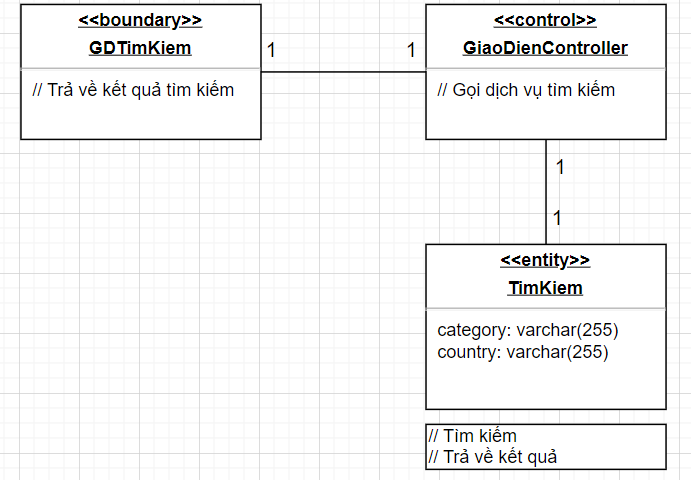 <<boundary>>
GDTimKiem
// Trả về kết quả tìm kiếm
1
1
<<control>>
GiaoDienController
// Gọi dịch vụ tìm kiếm
1
1
<<entity>>
TimKiem
category: varchar(255)
country: varchar(255)
// Tìm kiếm
// Trả về kết quả